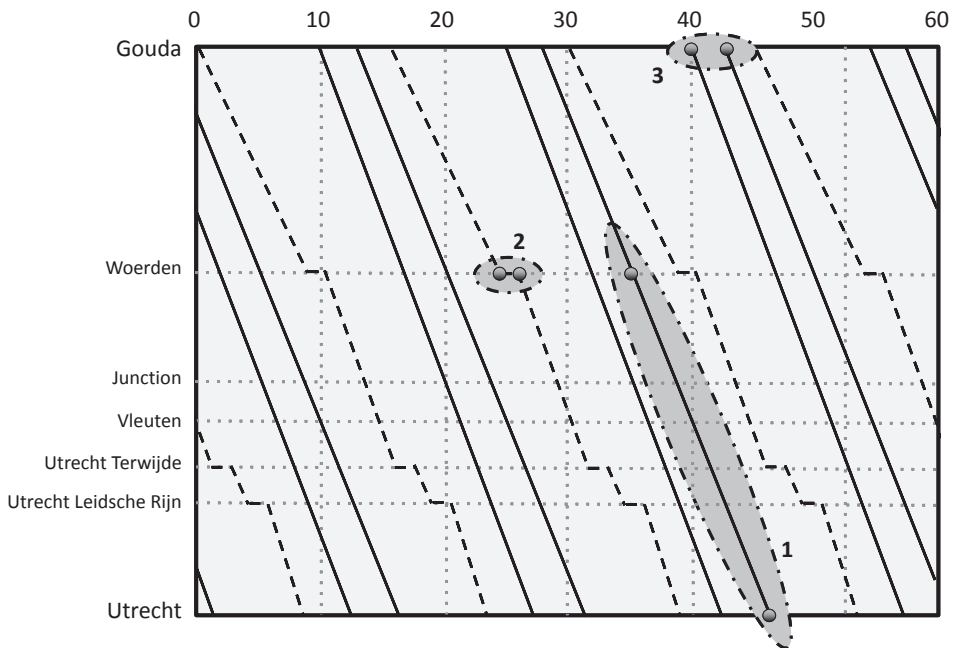 0 10 20 30 40 50 60
Gouda
3
2
Woerden
Junction
Vleuten
Utrecht Terwijde
Utrecht Leidsche Rijn
1
Utrecht